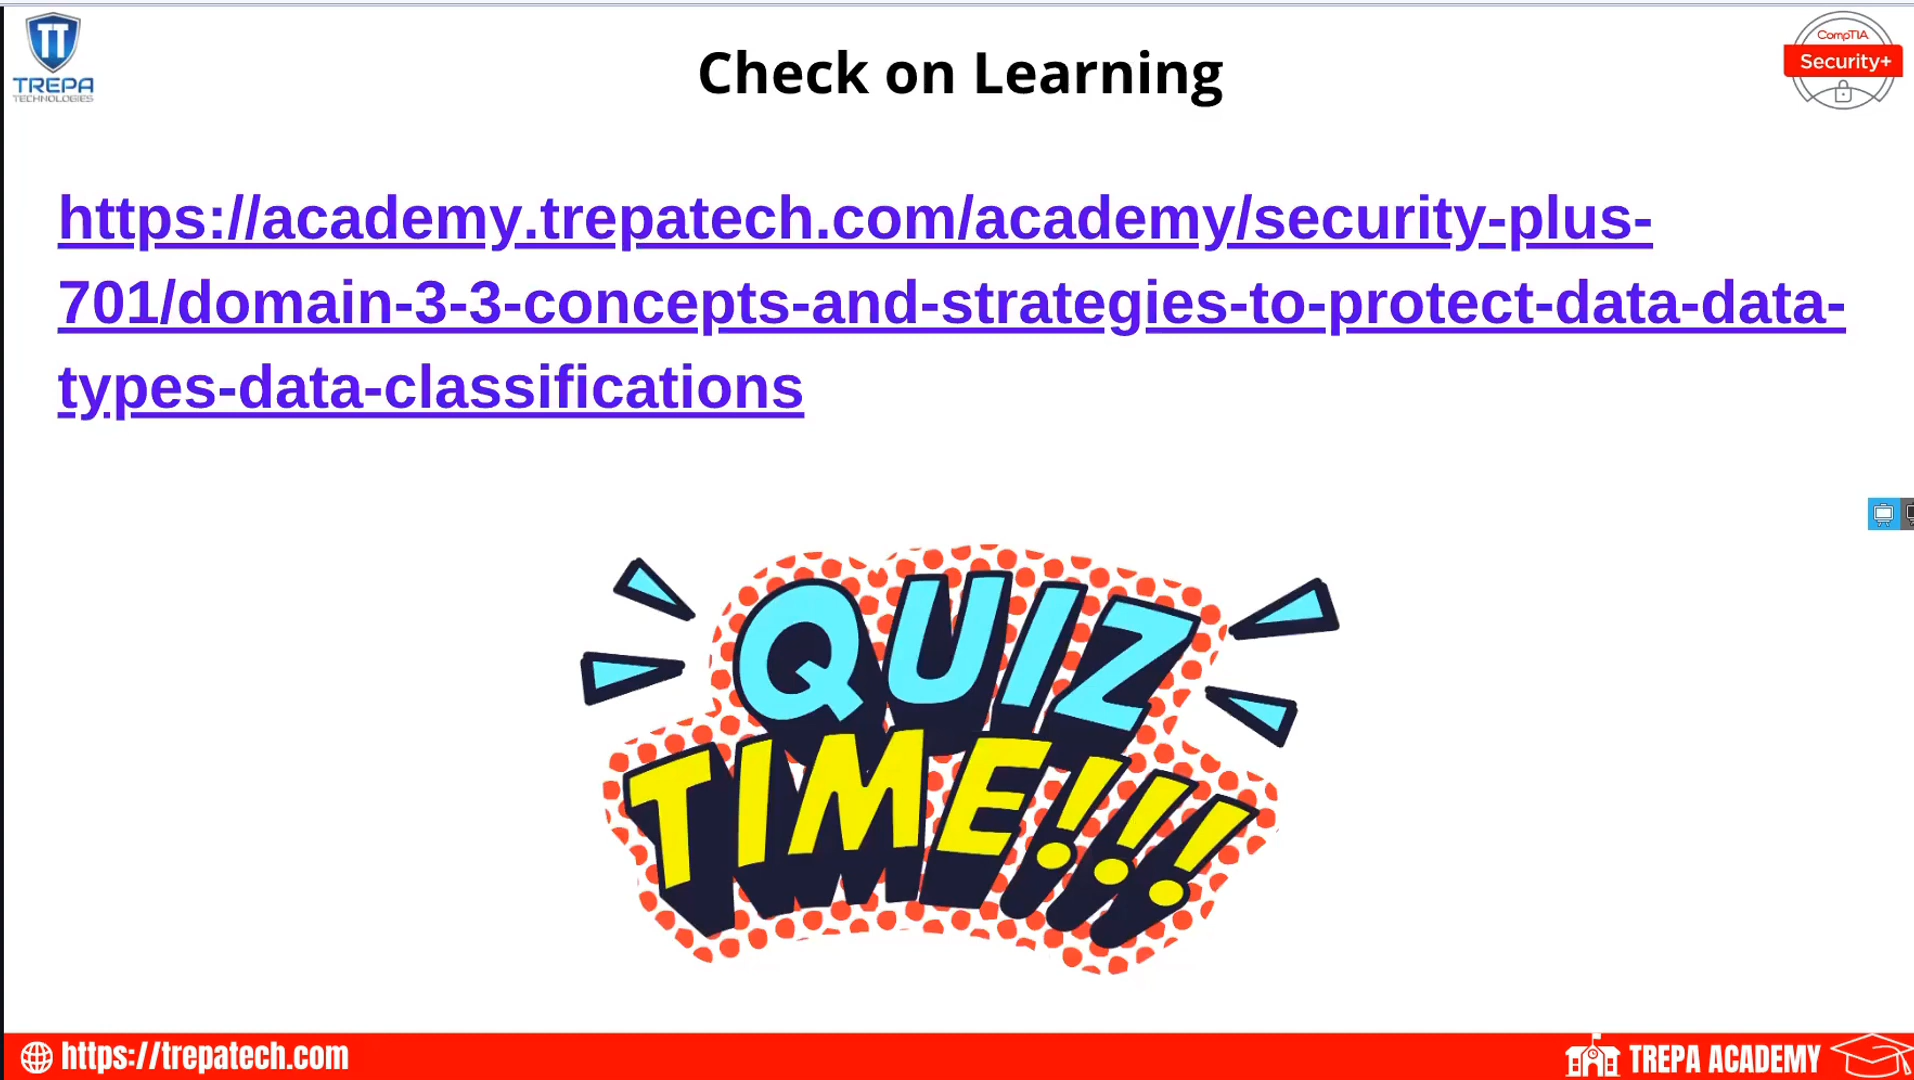 TREPA
TECHNOLOGIES
Check on Learning
CompTIA
Security+
https://academy.trepatech.com/academy/security-plus-
701/domain-3-3-concepts-and-strategies-to-protect-data-data-
types-data-classifications
QUIZ
TIME!!!
https://trepatech.com
TREPA ACADEMY